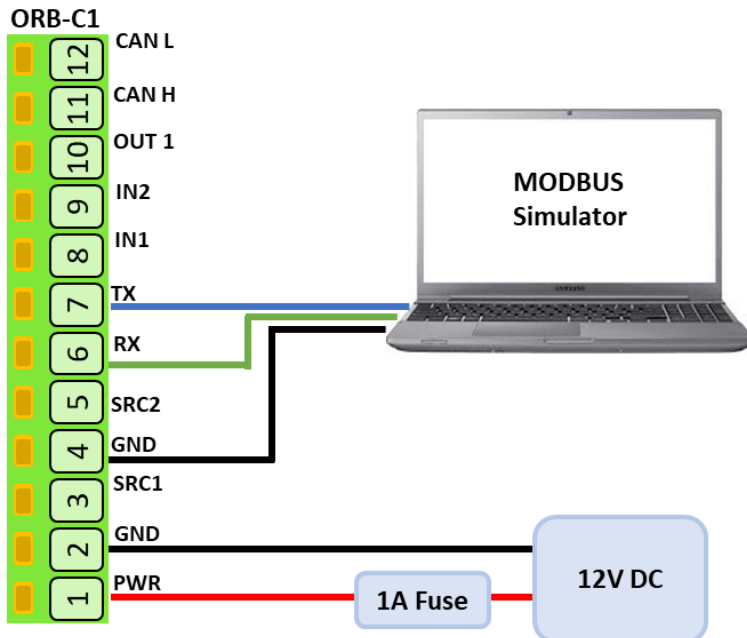 ORB-C1
12 CAN L
11 CAN H
10 OUT 1
9 IN2
8 IN1
7 TX
6 RX
5 SRC2
4 GND
3 SRC1
2 GND
1 PWR
MODBUS
Simulator
SAMSUNG
1A Fuse
12V DC